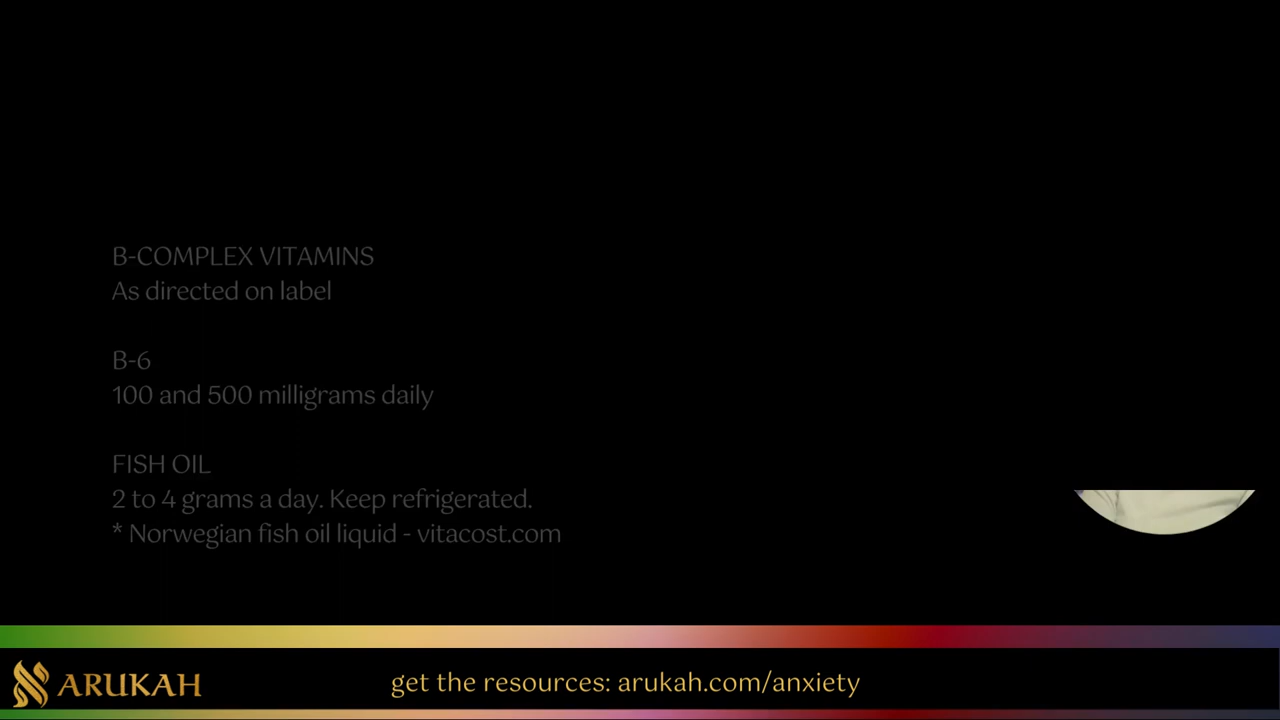 B-COMPLEX VITAMINS
As directed on label
B-6
100 and 500 milligrams daily
FISH OIL
2 to 4 grams a day. Keep refrigerated.
* Norwegian fish oil liquid - vitacost.com
ARUKAH
get the resources: arukah.com/anxiety